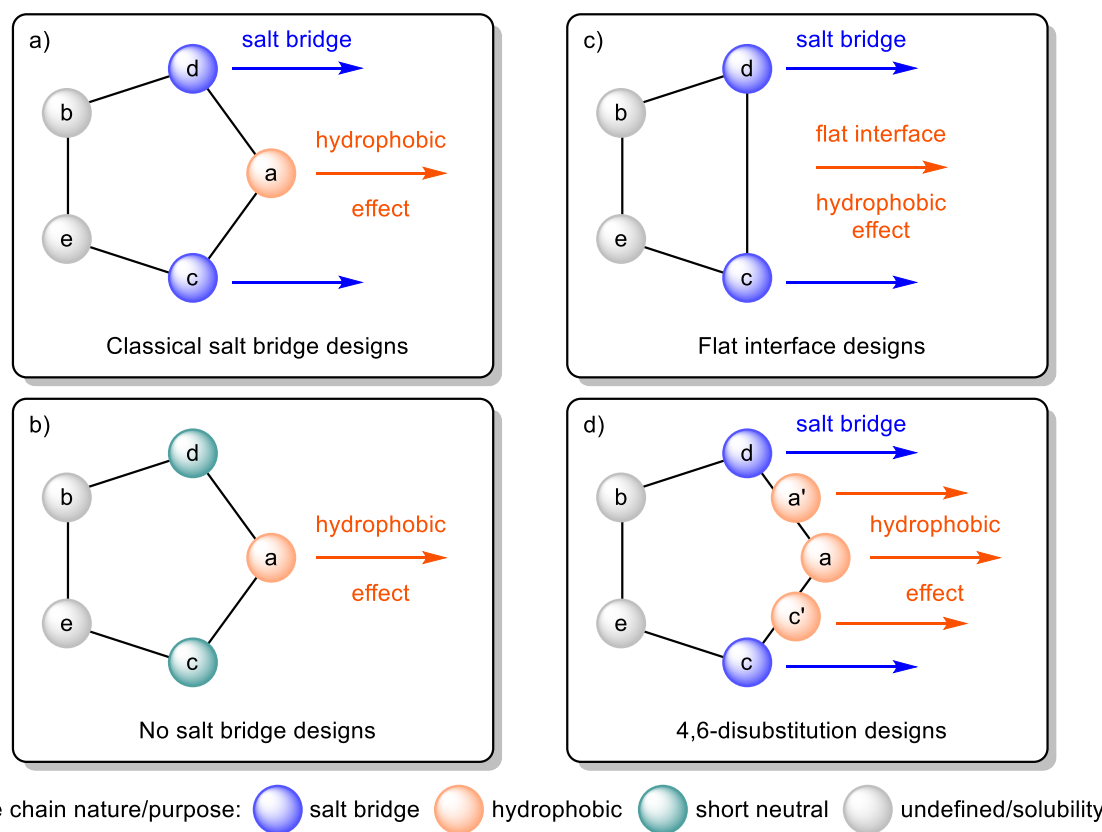 a)
salt bridge
d
b
hydrophobic
a
effect
e
c
Classical salt bridge designs
c)
salt bridge
d
b
flat interface
hydrophobic
effect
e
c
Flat interface designs
b)
d
b
hydrophobic
a
effect
e
c
No salt bridge designs
d)
salt bridge
d
b
a'
hydrophobic
a
effect
c'
e
c
4,6-disubstitution designs
chain nature/purpose: salt bridge hydrophobic short neutral undefined/solubility